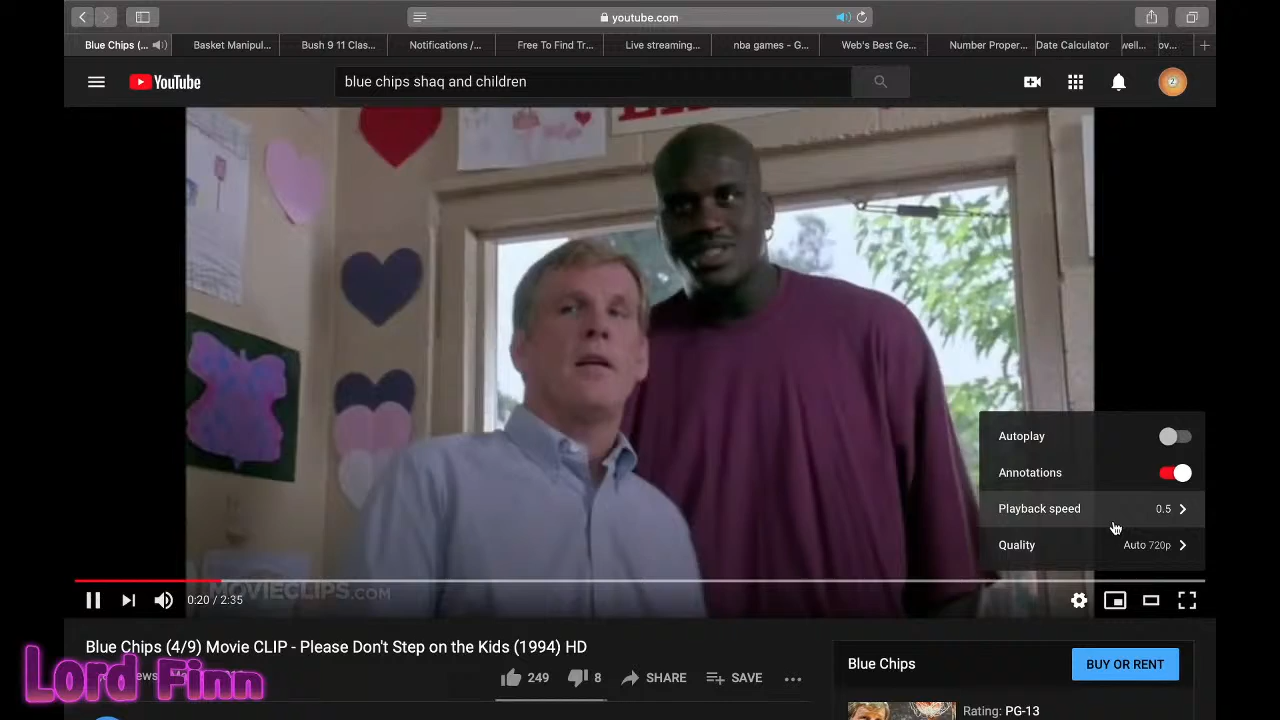 youtube.com
Blue Chips (...
Basket Manipul...
Bush 9 11 Clas...
Notifications /...
Free To Find Tr...
Live streaming...
nba games - G...
Web's Best Ge...
Number Proper...
Date Calculator
well...
ov...
YouTube
blue chips shaq and children
Autoplay
Annotations
Playback speed 0.5
Quality Auto 720p
MOVIECLIPS.COM
0:20 / 2:35
Blue Chips (4/9) Movie CLIP - Please Don't Step on the Kids (1994) HD
249
8
SHARE
SAVE
Blue Chips
BUY OR RENT
Rating: PG-13
Lord Finn